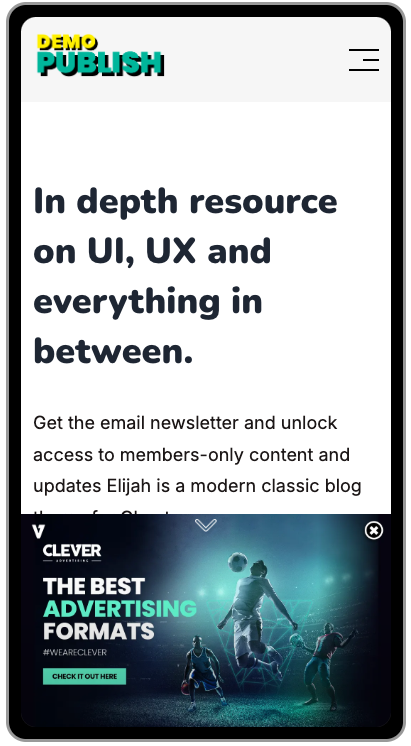 DEMO
PUBLISH
In depth resource
on UI, UX and
everything in
between.
Get the email newsletter and unlock
access to members-only content and
updates Elijah is a modern classic blog
CLEVER
ADVERTISING
THE BEST
ADVERTISING
FORMATS
#WEARECLEVER
CHECK IT OUT HERE